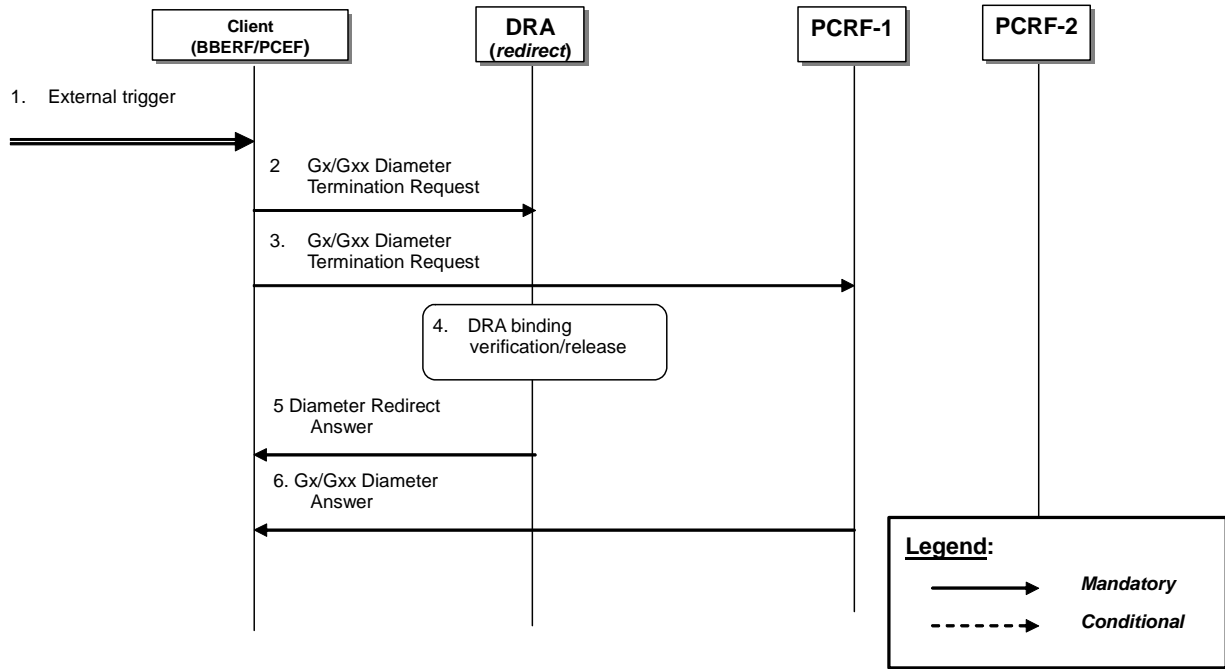 Client
(BBERF/PCEF)
DRA
(redirect)
PCRF-1
PCRF-2
1. External trigger
2 Gx/Gxx Diameter
Termination Request
3. Gx/Gxx Diameter
Termination Request
4. DRA binding
verification/release
5 Diameter Redirect
Answer
6. Gx/Gxx Diameter
Answer
Legend:
Mandatory
Conditional